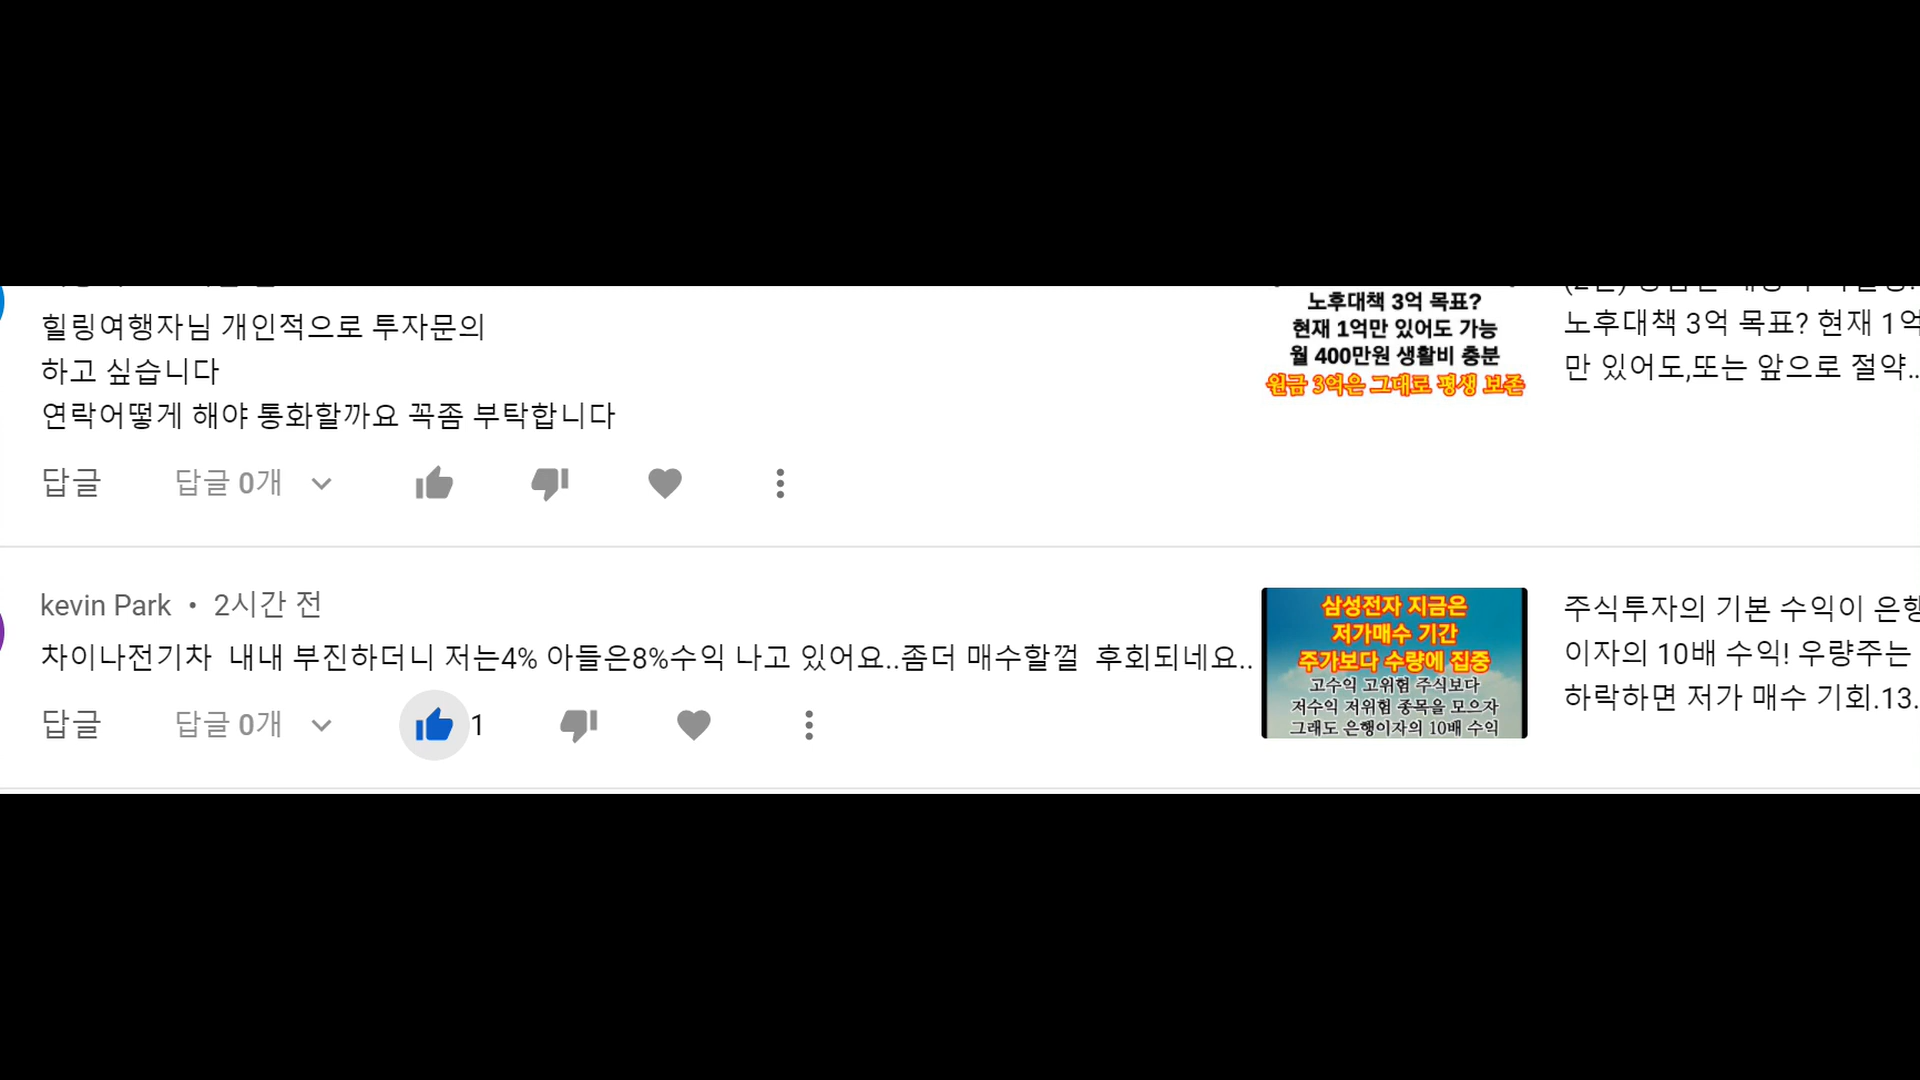 힐링여행자님 개인적으로 투자문의
하고 싶습니다
연락어떻게 해야 통화할까요 꼭좀 부탁합니다
답글 답글 0개
노후대책 3억 목표?
현재 1억만 있어도 가능
월 400만원 생활비 충분
원금 3억은 그대로 평생 보존
노후대책 3억 목표? 현재 1억
만 있어도,또는 앞으로 절약..
kevin Park • 2시간 전
차이나전기차 내내 부진하더니 저는4% 아들은8%수익 나고 있어요..좀더 매수할껄 후회되네요..
답글 답글 0개 1
삼성전자 지금은
저가매수 기간
주가보다 수량에 집중
고수익 고위험 주식보다
저수익 저위험 종목을 모으자
그래도 은행이자의 10배 수익
주식투자의 기본 수익이 은행
이자의 10배 수익! 우량주는
하락하면 저가 매수 기회.13.